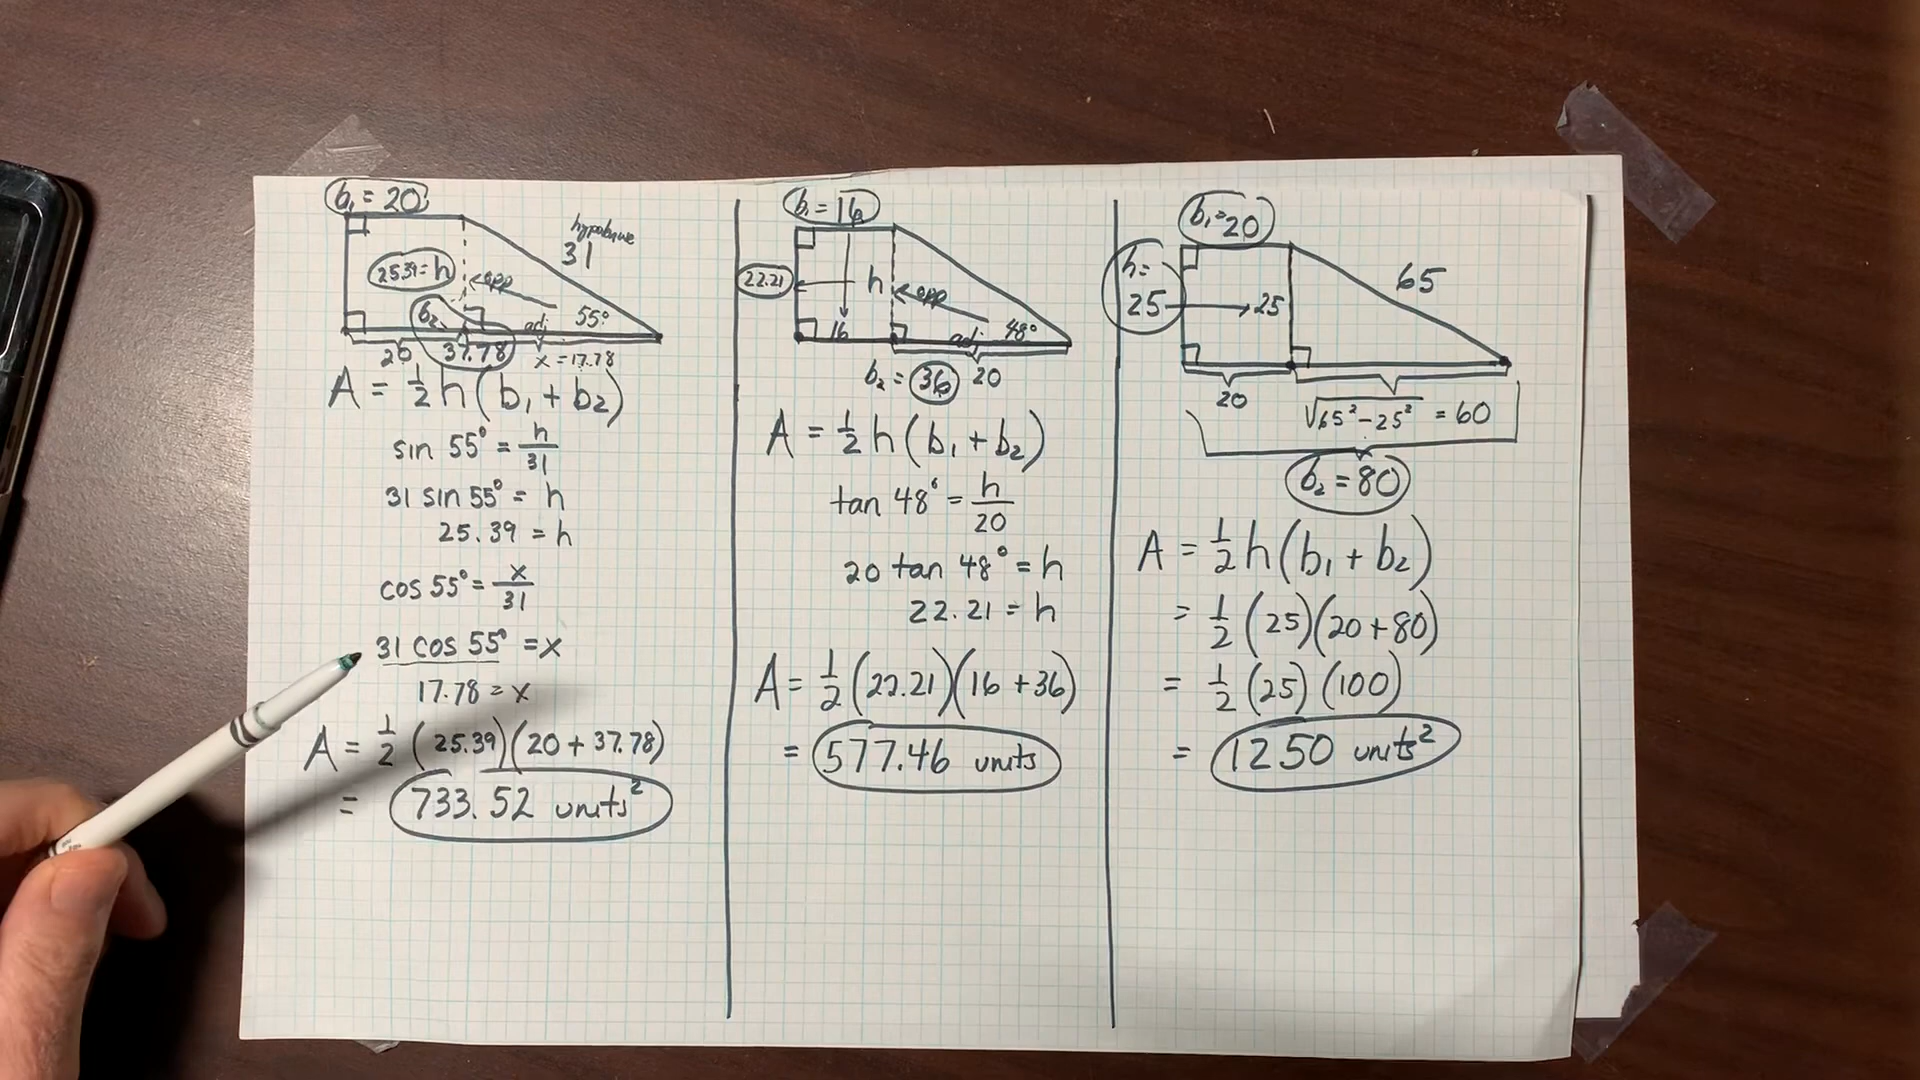 b₁ = 20
hypotenuse
31
25.39 = h
opp
b₂
adj
55°
20
37.78
x = 17.78
A = ½ h (b₁ + b₂)
sin 55° = h/31
31 sin 55° = h
25.39 = h
cos 55° = x/31
31 cos 55° = x
17.78 = x
A = ½ (25.39)(20 + 37.78)
= 733.52 units²
b₁ = 16
22.21
h
opp
16
adj
48°
b₂ = 36
20
A = ½ h (b₁ + b₂)
tan 48° = h/20
20 tan 48° = h
22.21 = h
A = ½ (22.21)(16 + 36)
= 577.46 units
b₁ = 20
h =
25
25
65
20
√65² − 25² = 60
b₂ = 80
A = ½ h (b₁ + b₂)
= ½ (25)(20 + 80)
= ½ (25) (100)
= 1250 units²